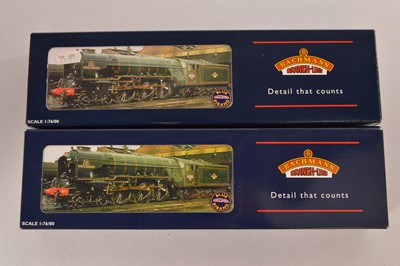 BACHMANN
BRANCH-LINE
Detail that counts
SCALE 1:76/00
BACHMANN
BRANCH-LINE
Detail that counts
SCALE 1:76/00